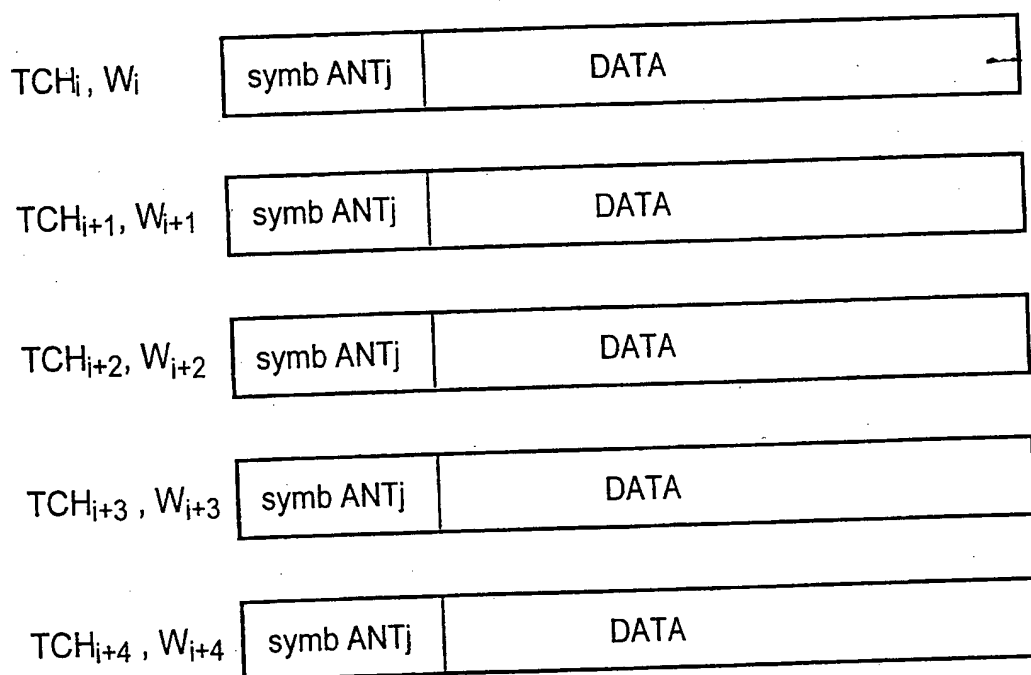 TCHi, Wi symb ANTj DATA
TCHi+1, Wi+1 symb ANTj DATA
TCHi+2, Wi+2 symb ANTj DATA
TCHi+3 , Wi+3 symb ANTj DATA
TCHi+4 , Wi+4 symb ANTj DATA